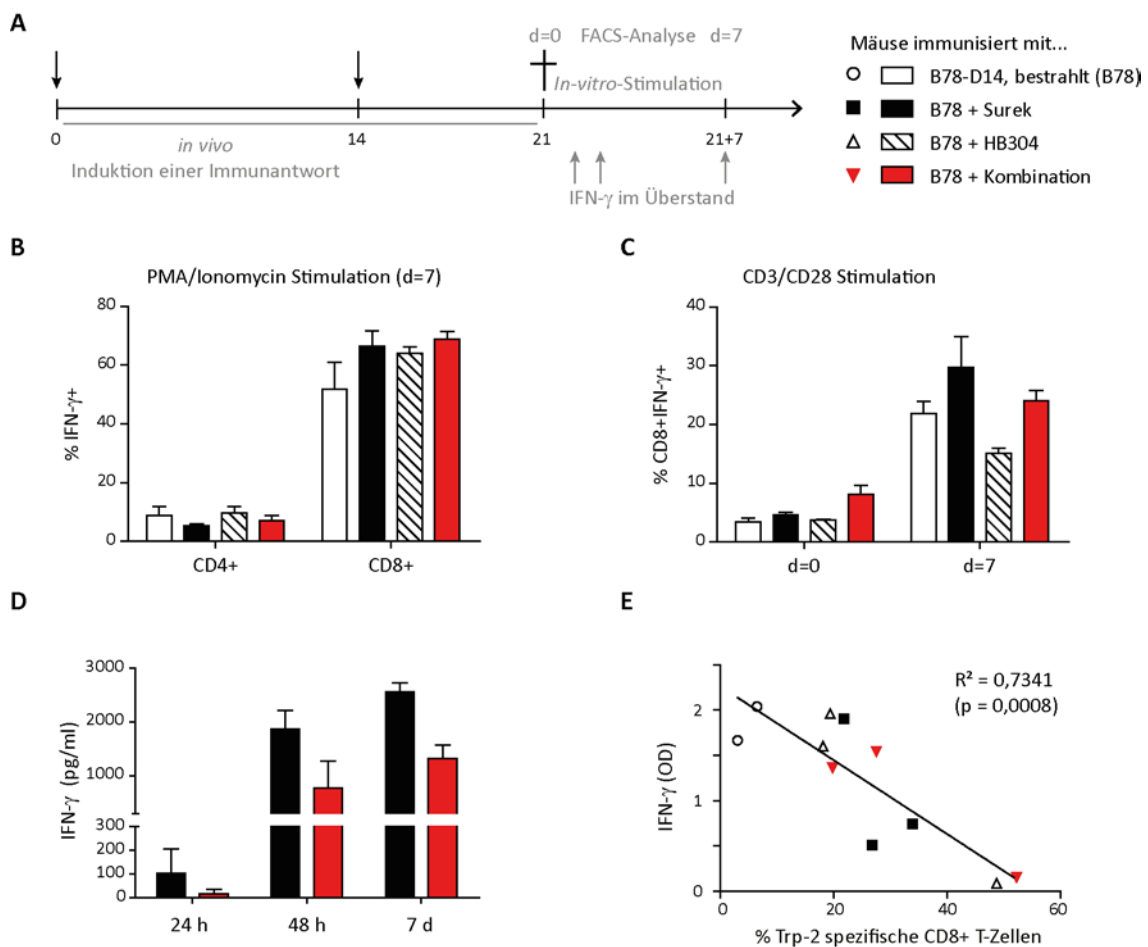 A
d=0 FACS-Analyse d=7
In-vitro-Stimulation
0 14 21 21+7
in vivo
Induktion einer Immunantwort
IFN-γ im Überstand
Mäuse immunisiert mit...
B78-D14, bestrahlt (B78)
B78 + Surek
B78 + HB304
B78 + Kombination
B
PMA/Ionomycin Stimulation (d=7)
% IFN-γ+
80
60
40
20
0
CD4+ CD8+
C
CD3/CD28 Stimulation
% CD8+IFN-γ+
40
30
20
10
0
d=0 d=7
D
IFN-γ (pg/ml)
3000
2000
1000
300
200
100
0
24 h 48 h 7 d
E
R² = 0,7341
(p = 0,0008)
IFN-γ (OD)
2
1
0
0 20 40 60
% Trp-2 spezifische CD8+ T-Zellen